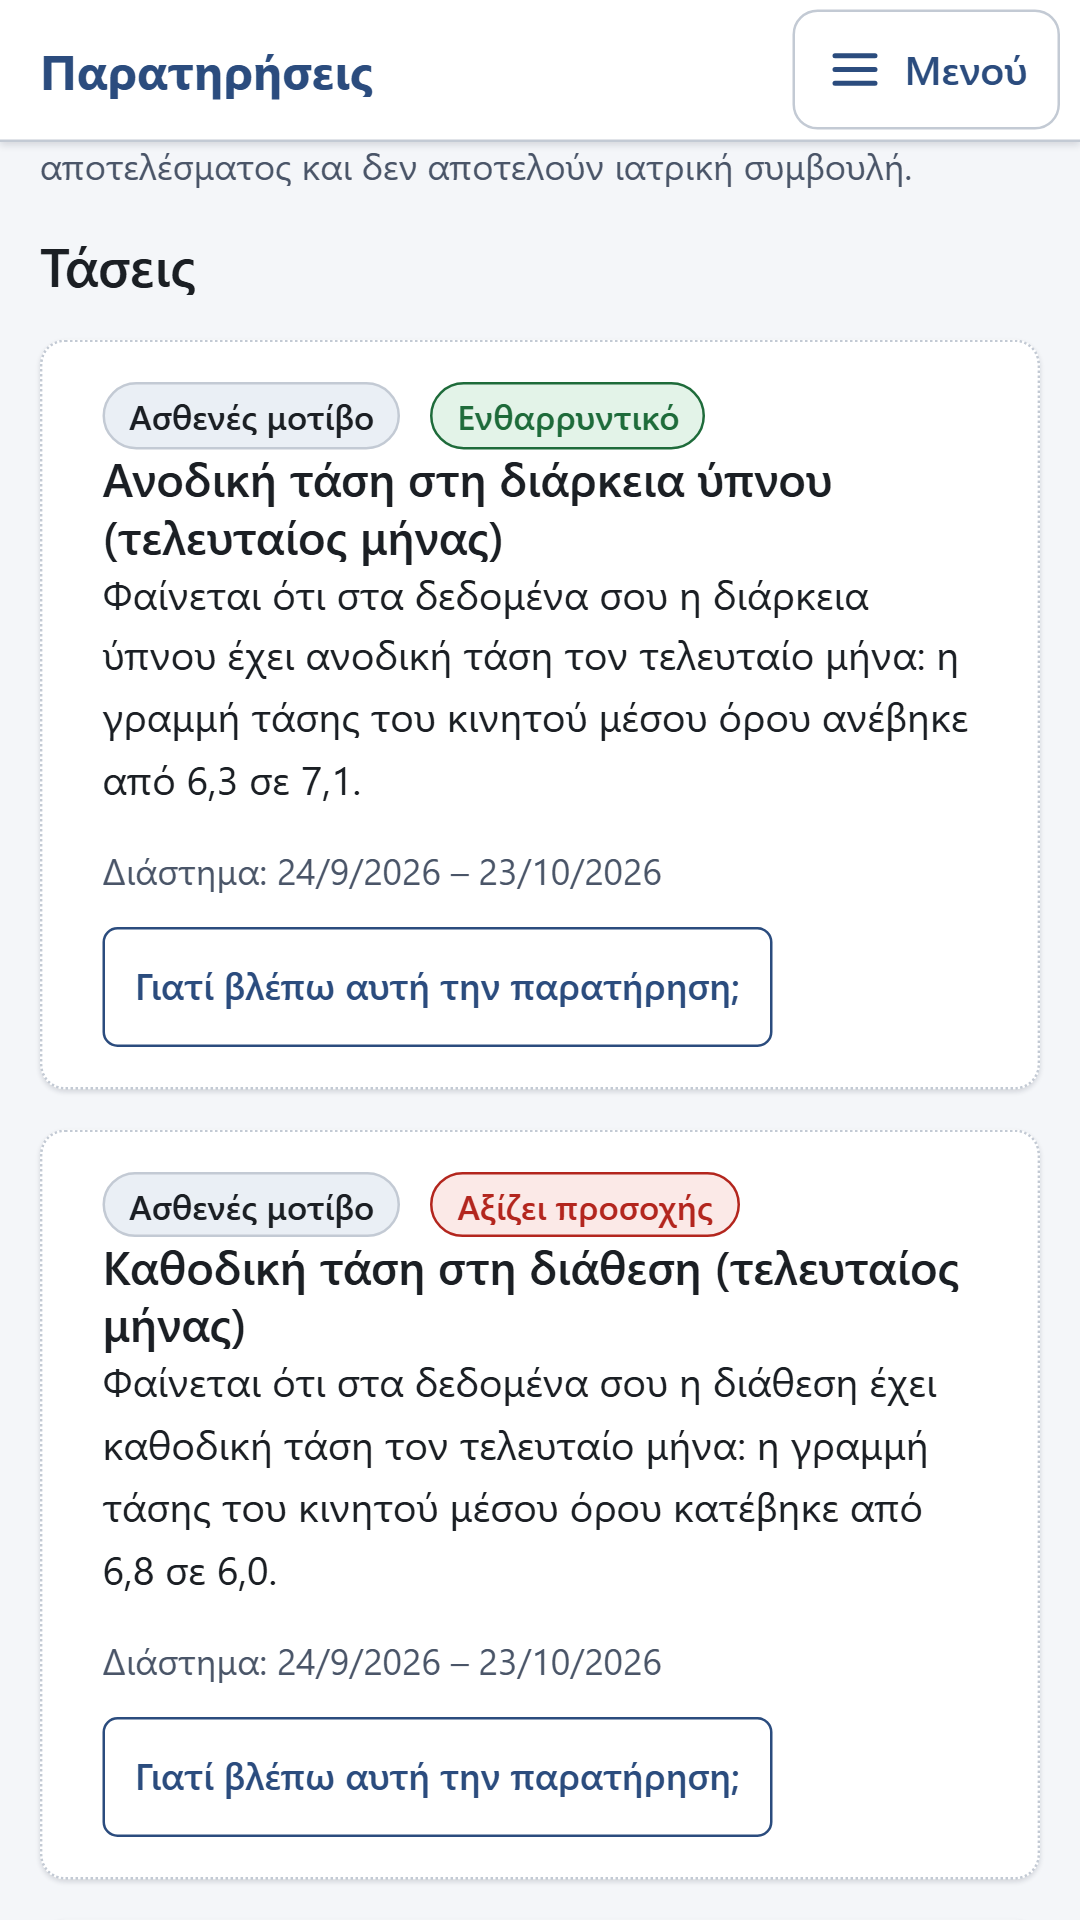 Παρατηρήσεις
Μενού
αποτελέσματος και δεν αποτελούν ιατρική συμβουλή.
Τάσεις
Ασθενές μοτίβο
Ενθαρρυντικό
Ανοδική τάση στη διάρκεια ύπνου
(τελευταίος μήνας)
Φαίνεται ότι στα δεδομένα σου η διάρκεια
ύπνου έχει ανοδική τάση τον τελευταίο μήνα: η
γραμμή τάσης του κινητού μέσου όρου ανέβηκε
από 6,3 σε 7,1.
Διάστημα: 24/9/2026 – 23/10/2026
Γιατί βλέπω αυτή την παρατήρηση;
Ασθενές μοτίβο
Αξίζει προσοχής
Καθοδική τάση στη διάθεση (τελευταίος
μήνας)
Φαίνεται ότι στα δεδομένα σου η διάθεση έχει
καθοδική τάση τον τελευταίο μήνα: η γραμμή
τάσης του κινητού μέσου όρου κατέβηκε από
6,8 σε 6,0.
Διάστημα: 24/9/2026 – 23/10/2026
Γιατί βλέπω αυτή την παρατήρηση;